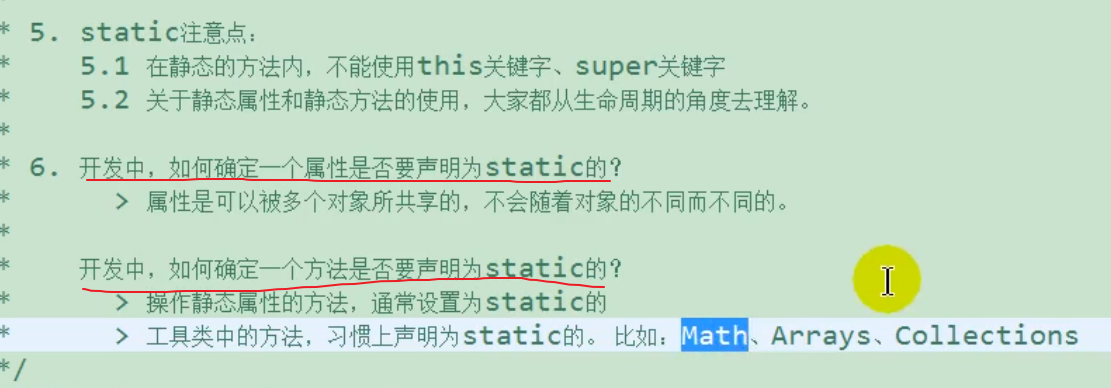 * 5. static注意点:
* 5.1 在静态的方法内，不能使用this关键字、super关键字
* 5.2 关于静态属性和静态方法的使用，大家都从生命周期的角度去理解。
*
* 6. 开发中，如何确定一个属性是否要声明为static的?
* > 属性是可以被多个对象所共享的，不会随着对象的不同而不同的。
*
* 开发中，如何确定一个方法是否要声明为static的?
* > 操作静态属性的方法，通常设置为static的
* > 工具类中的方法，习惯上声明为static的。 比如: Math、Arrays、Collections
*/